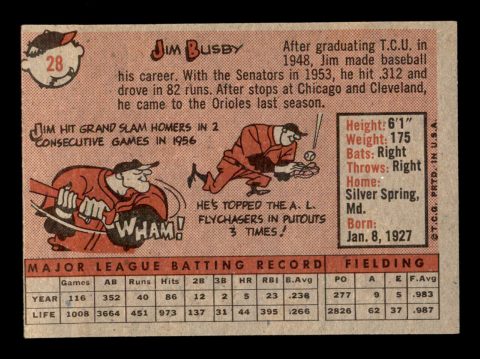 28
JIM BUSBY
After graduating T.C.U. in
1948, Jim made baseball
his career. With the Senators in 1953, he hit .312 and
drove in 82 runs. After stops at Chicago and Cleveland,
he came to the Orioles last season.
JIM HIT GRAND SLAM HOMERS IN 2
CONSECUTIVE GAMES IN 1956
WHAM!
HE'S TOPPED THE A.L.
FLYCHASERS IN PUTOUTS
3 TIMES!
Height: 6'1"
Weight: 175
Bats: Right
Throws: Right
Home:
Silver Spring,
Md.
Born:
Jan. 8, 1927
© T.C.G. PRTD. IN U.S.A.
MAJOR LEAGUE BATTING RECORD FIELDING
Games AB Runs Hits 2B 3B HR RBI B.Avg PO A E F.Avg
YEAR 116 352 40 86 12 2 5 23 .238 277 9 5 .983
LIFE 1008 3664 451 973 137 31 44 395 .266 2826 62 37 .987